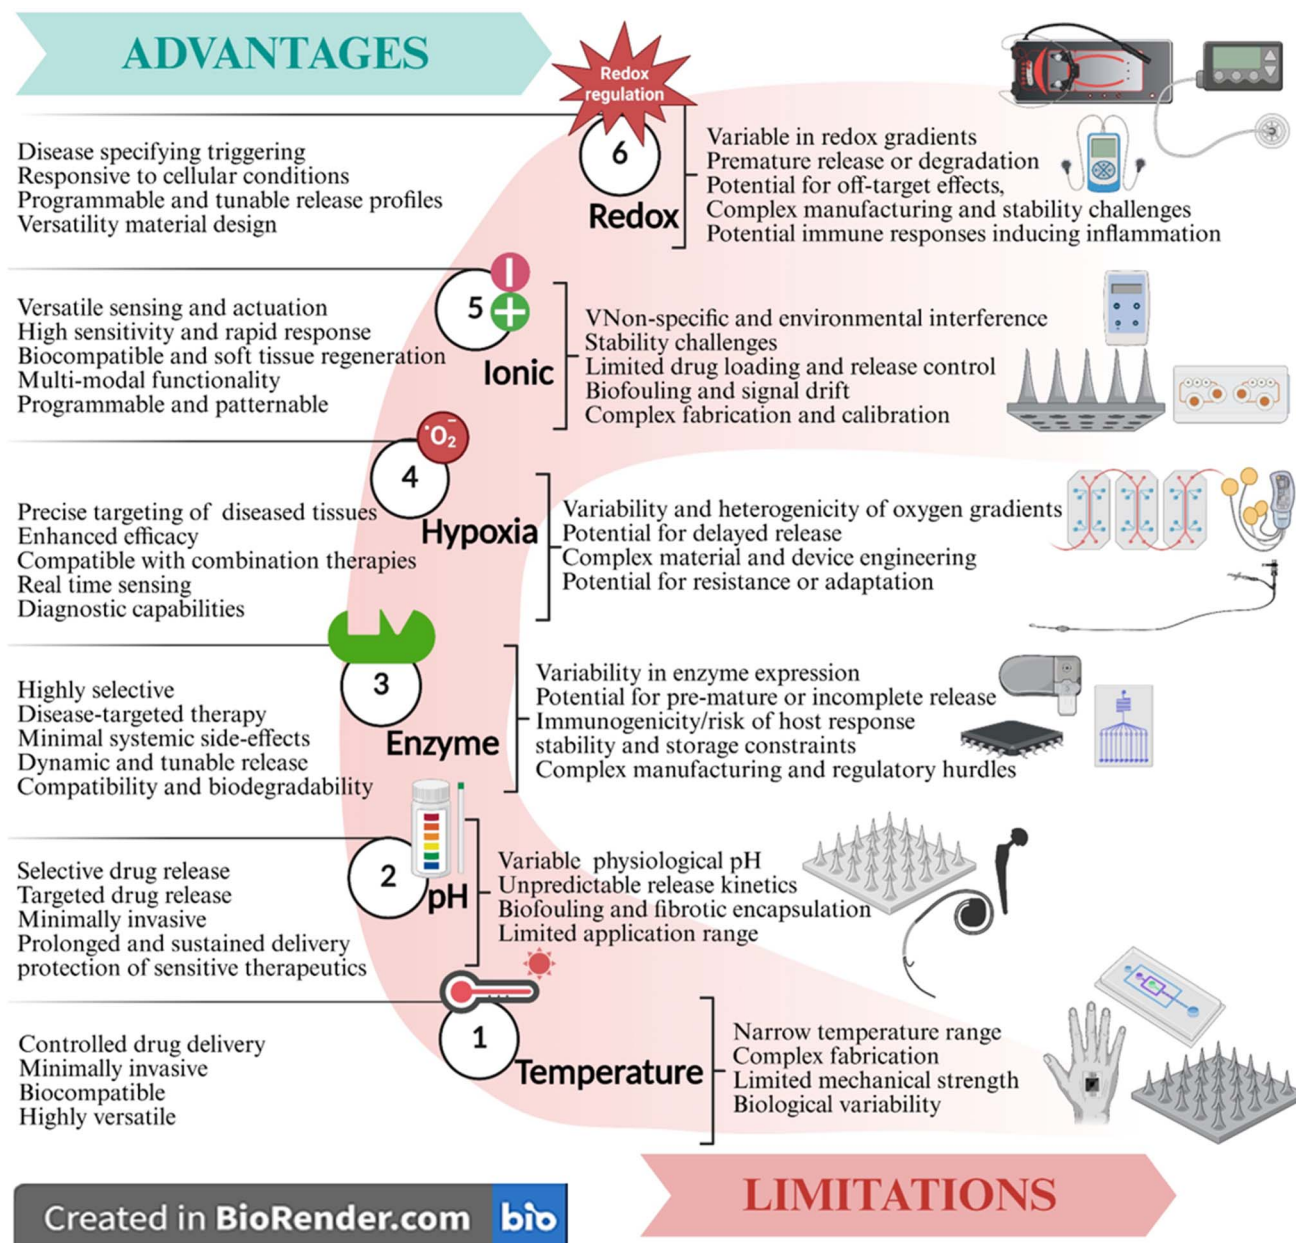 ADVANTAGES
Redox
regulation
6
Redox
Disease specifying triggering
Responsive to cellular conditions
Programmable and tunable release profiles
Versatility material design
Variable in redox gradients
Premature release or degradation
Potential for off-target effects,
Complex manufacturing and stability challenges
Potential immune responses inducing inflammation
5
Ionic
Versatile sensing and actuation
High sensitivity and rapid response
Biocompatible and soft tissue regeneration
Multi-modal functionality
Programmable and patternable
VNon-specific and environmental interference
Stability challenges
Limited drug loading and release control
Biofouling and signal drift
Complex fabrication and calibration
•O₂⁻
4
Hypoxia
Precise targeting of diseased tissues
Enhanced efficacy
Compatible with combination therapies
Real time sensing
Diagnostic capabilities
Variability and heterogenicity of oxygen gradients
Potential for delayed release
Complex material and device engineering
Potential for resistance or adaptation
3
Enzyme
Highly selective
Disease-targeted therapy
Minimal systemic side-effects
Dynamic and tunable release
Compatibility and biodegradability
Variability in enzyme expression
Potential for pre-mature or incomplete release
Immunogenicity/risk of host response
stability and storage constraints
Complex manufacturing and regulatory hurdles
2
pH
Selective drug release
Targeted drug release
Minimally invasive
Prolonged and sustained delivery
protection of sensitive therapeutics
Variable physiological pH
Unpredictable release kinetics
Biofouling and fibrotic encapsulation
Limited application range
1
Temperature
Controlled drug delivery
Minimally invasive
Biocompatible
Highly versatile
Narrow temperature range
Complex fabrication
Limited mechanical strength
Biological variability
LIMITATIONS
Created in BioRender.com bio